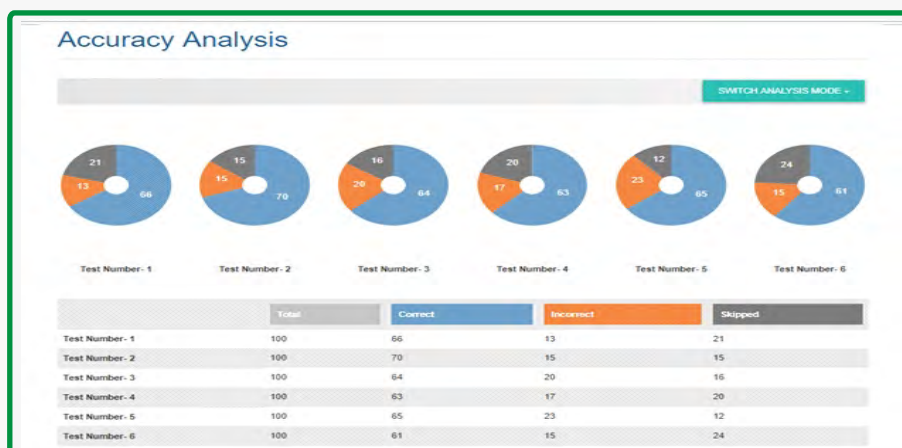 Accuracy Analysis
SWITCH ANALYSIS MODE
21 13 66
15 15 70
16 20 64
20 17 63
12 23 65
24 15 61
Test Number- 1 Test Number- 2 Test Number- 3 Test Number- 4 Test Number- 5 Test Number- 6
Total Correct Incorrect Skipped
Test Number- 1 100 66 13 21
Test Number- 2 100 70 15 15
Test Number- 3 100 64 20 16
Test Number- 4 100 63 17 20
Test Number- 5 100 65 23 12
Test Number- 6 100 61 15 24